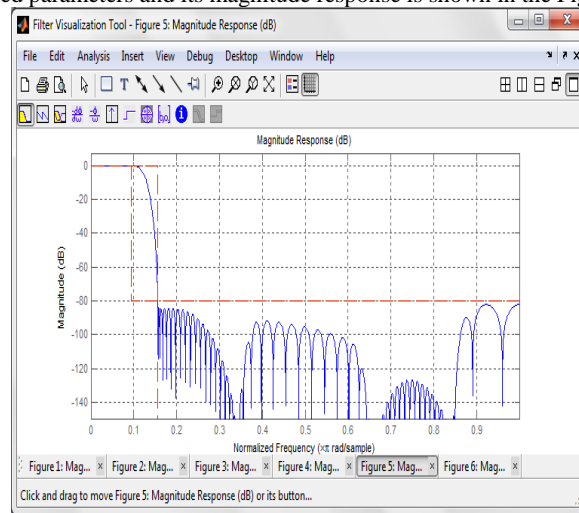 ed parameters and its magnitude response is shown in the Fig
Filter Visualization Tool - Figure 5: Magnitude Response (dB)
File Edit Analysis Insert View Debug Desktop Window Help
Magnitude Response (dB)
Magnitude (dB)
0
-20
-40
-60
-80
-100
-120
-140
0 0.1 0.2 0.3 0.4 0.5 0.6 0.7 0.8 0.9
Normalized Frequency (×π rad/sample)
Figure 1: Mag... × Figure 2: Mag... × Figure 3: Mag... × Figure 4: Mag... × Figure 5: Mag... × Figure 6: Mag... ×
Click and drag to move Figure 5: Magnitude Response (dB) or its button...